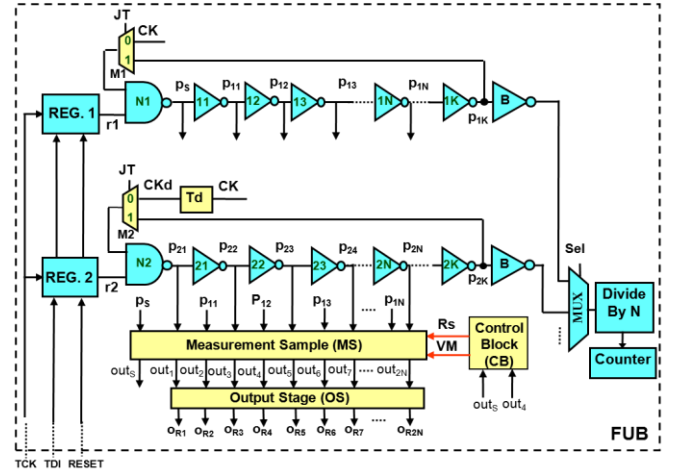 JT
0 CK
1
M1
REG. 1
r1
N1
pS p11 p12 p13 p1N
11 12 13 1N 1K B
p1K
JT
0 CKd Td CK
1
M2
REG. 2
r2
N2
p21 p22 p23 p24 p2N
21 22 23 2N 2K B
p2K
Sel
MUX
Divide
By N
Counter
pS p11 P12 p13 .... p1N
Measurement Sample (MS)
Rs
VM
Control
Block
(CB)
outS out1 out2 out3 out4 out5 out6 out7 .... out2N
outS out4
Output Stage (OS)
oR1 oR2 oR3 oR4 oR5 oR6 oR7 .... oR2N
FUB
TCK TDI RESET